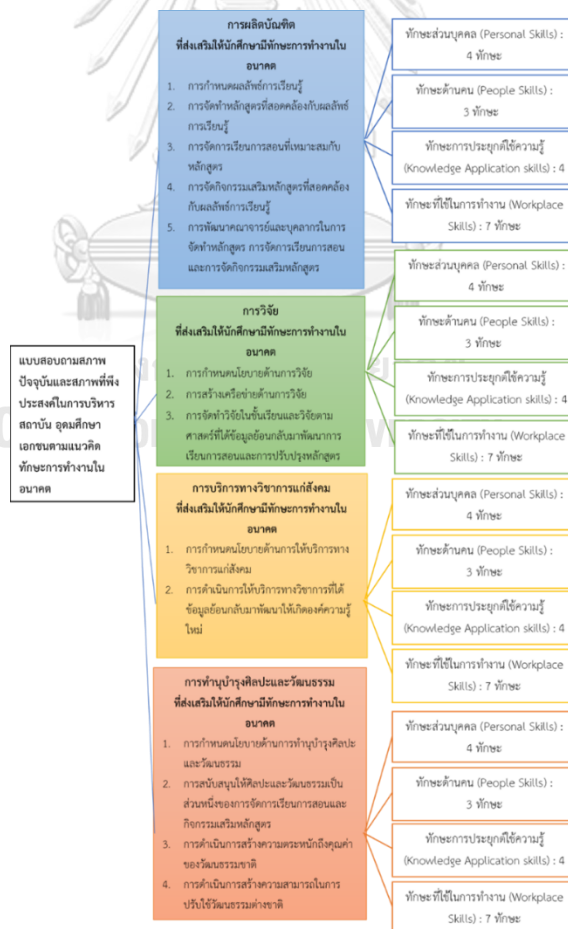 แบบสอบถามสภาพ
ปัจจุบันและสภาพที่พึง
ประสงค์ในการบริหาร
สถาบัน อุดมศึกษา
เอกชนตามแนวคิด
ทักษะการทำงานใน
อนาคต
การผลิตบัณฑิต
ที่ส่งเสริมให้นักศึกษามีทักษะการทำงานใน
อนาคต
1. การกำหนดผลลัพธ์การเรียนรู้
2. การจัดทำหลักสูตรที่สอดคล้องกับผลลัพธ์
การเรียนรู้
3. การจัดการเรียนการสอนที่เหมาะสมกับ
หลักสูตร
4. การจัดกิจกรรมเสริมหลักสูตรที่สอดคล้อง
กับผลลัพธ์การเรียนรู้
5. การพัฒนาคณาจารย์และบุคลากรในการ
จัดทำหลักสูตร การจัดการเรียนการสอน
และการจัดกิจกรรมเสริมหลักสูตร
ทักษะส่วนบุคคล (Personal Skills) :
4 ทักษะ
ทักษะด้านคน (People Skills) :
3 ทักษะ
ทักษะการประยุกต์ใช้ความรู้
(Knowledge Application skills) : 4
ทักษะที่ใช้ในการทำงาน (Workplace
Skills) : 7 ทักษะ
การวิจัย
ที่ส่งเสริมให้นักศึกษามีทักษะการทำงานใน
อนาคต
1. การกำหนดนโยบายด้านการวิจัย
2. การสร้างเครือข่ายด้านการวิจัย
3. การจัดทำวิจัยในชั้นเรียนและวิจัยตาม
ศาสตร์ที่ได้ข้อมูลย้อนกลับมาพัฒนาการ
เรียนการสอนและการปรับปรุงหลักสูตร
ทักษะส่วนบุคคล (Personal Skills) :
4 ทักษะ
ทักษะด้านคน (People Skills) :
3 ทักษะ
ทักษะการประยุกต์ใช้ความรู้
(Knowledge Application skills) : 4
ทักษะที่ใช้ในการทำงาน (Workplace
Skills) : 7 ทักษะ
การบริการทางวิชาการแก่สังคม
ที่ส่งเสริมให้นักศึกษามีทักษะการทำงานใน
อนาคต
1. การกำหนดนโยบายด้านการให้บริการทาง
วิชาการแก่สังคม
2. การดำเนินการให้บริการทางวิชาการที่ได้
ข้อมูลย้อนกลับมาพัฒนาให้เกิดองค์ความรู้
ใหม่
ทักษะส่วนบุคคล (Personal Skills) :
4 ทักษะ
ทักษะด้านคน (People Skills) :
3 ทักษะ
ทักษะการประยุกต์ใช้ความรู้
(Knowledge Application skills) : 4
ทักษะที่ใช้ในการทำงาน (Workplace
Skills) : 7 ทักษะ
การทำนุบำรุงศิลปะและวัฒนธรรม
ที่ส่งเสริมให้นักศึกษามีทักษะการทำงานใน
อนาคต
1. การกำหนดนโยบายด้านการทำนุบำรุงศิลปะ
และวัฒนธรรม
2. การสนับสนุนให้ศิลปะและวัฒนธรรมเป็น
ส่วนหนึ่งของการจัดการเรียนการสอนและ
กิจกรรมเสริมหลักสูตร
3. การดำเนินการสร้างความตระหนักถึงคุณค่า
ของวัฒนธรรมชาติ
4. การดำเนินการสร้างความสามารถในการ
ปรับใช้วัฒนธรรมต่างชาติ
ทักษะส่วนบุคคล (Personal Skills) :
4 ทักษะ
ทักษะด้านคน (People Skills) :
3 ทักษะ
ทักษะการประยุกต์ใช้ความรู้
(Knowledge Application skills) : 4
ทักษะที่ใช้ในการทำงาน (Workplace
Skills) : 7 ทักษะ